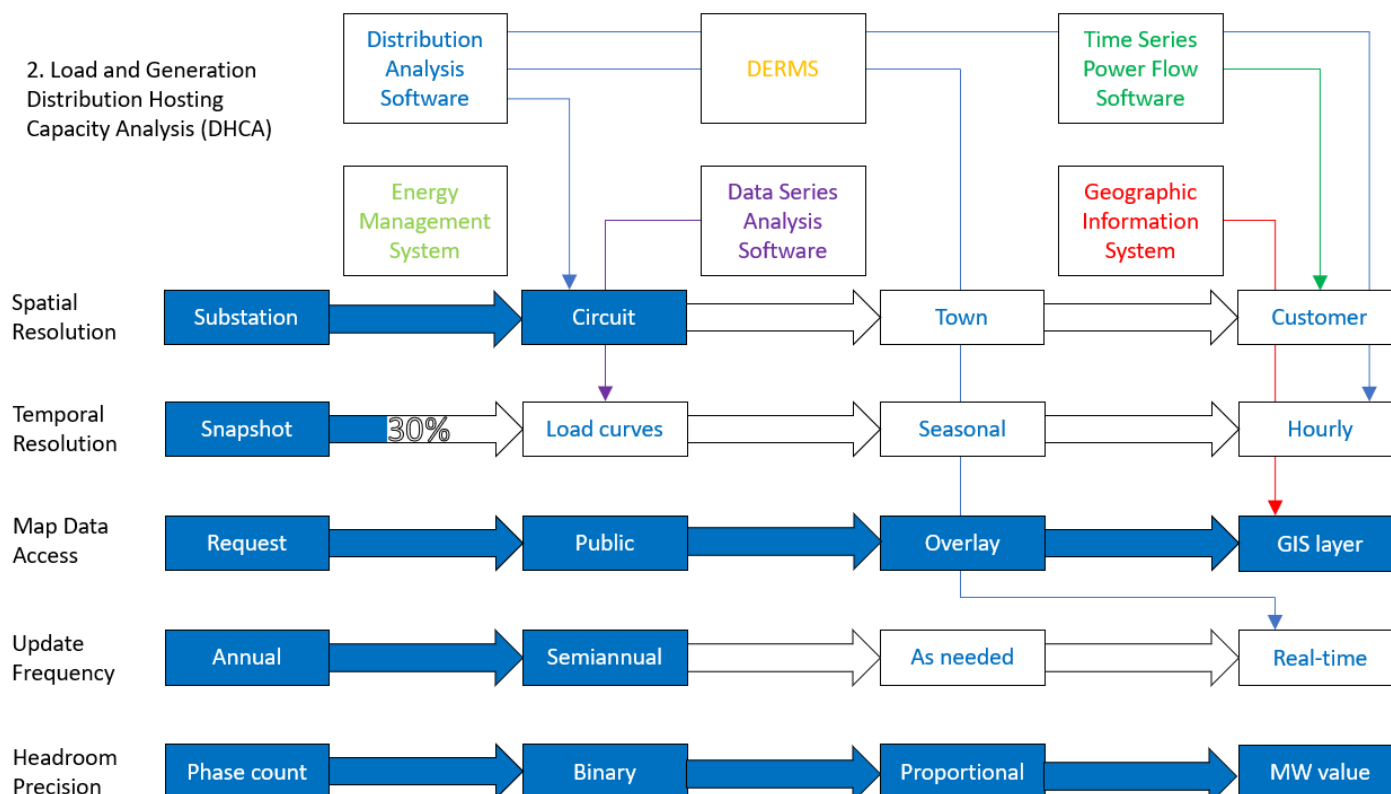 2. Load and Generation
Distribution Hosting
Capacity Analysis (DHCA)
Distribution
Analysis
Software
DERMS
Time Series
Power Flow
Software
Energy
Management
System
Data Series
Analysis
Software
Geographic
Information
System
Spatial
Resolution
Substation
Circuit
Town
Customer
Temporal
Resolution
Snapshot
30%
Load curves
Seasonal
Hourly
Map Data
Access
Request
Public
Overlay
GIS layer
Update
Frequency
Annual
Semiannual
As needed
Real-time
Headroom
Precision
Phase count
Binary
Proportional
MW value